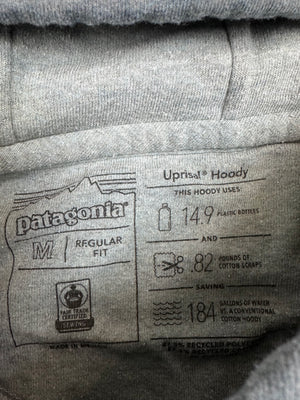 patagonia®
M REGULAR
FIT
FAIR TRADE
CERTIFIED
SEWING
MADE IN
Uprisal® Hoody
THIS HOODY USES:
14.9 PLASTIC BOTTLES
AND
.82 POUNDS OF
COTTON SCRAPS
SAVING
184 GALLONS OF WATER
VS. A CONVENTIONAL
COTTON HOODY
RECYCLED
RECYCLED